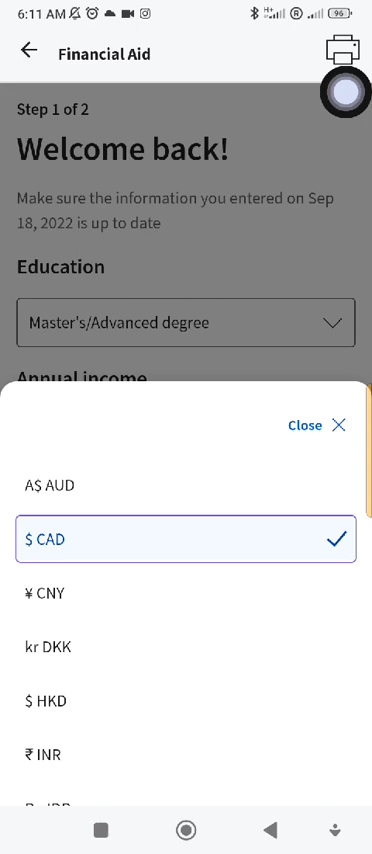 6:11 AM
96
Financial Aid
Step 1 of 2
Welcome back!
Make sure the information you entered on Sep
18, 2022 is up to date
Education
Master's/Advanced degree
Annual income
Close
A$ AUD
$ CAD
¥ CNY
kr DKK
$ HKD
₹ INR